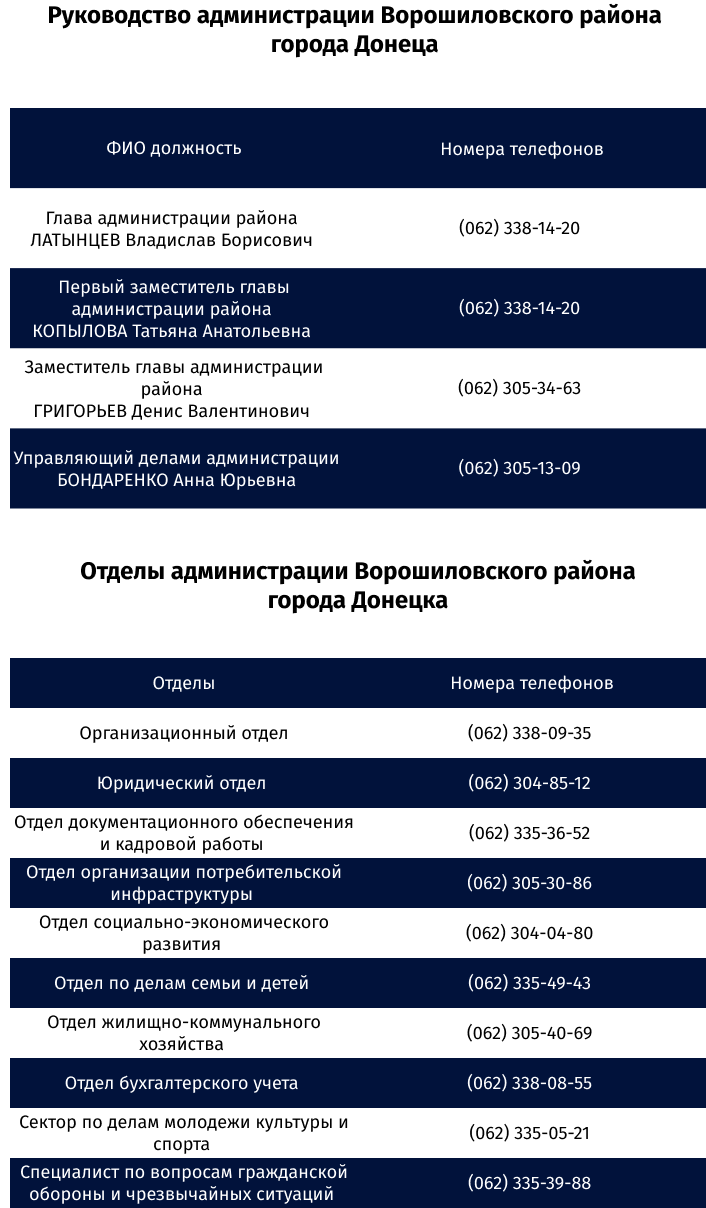 Руководство администрации Ворошиловского района
города Донеца
ФИО должность
Номера телефонов
Глава администрации района
ЛАТЫНЦЕВ Владислав Борисович
(062) 338-14-20
Первый заместитель главы
администрации района
КОПЫЛОВА Татьяна Анатольевна
(062) 338-14-20
Заместитель главы администрации
района
ГРИГОРЬЕВ Денис Валентинович
(062) 305-34-63
Управляющий делами администрации
БОНДАРЕНКО Анна Юрьевна
(062) 305-13-09
Отделы администрации Ворошиловского района
города Донецка
Отделы
Номера телефонов
Организационный отдел
(062) 338-09-35
Юридический отдел
(062) 304-85-12
Отдел документационного обеспечения
и кадровой работы
(062) 335-36-52
Отдел организации потребительской
инфраструктуры
(062) 305-30-86
Отдел социально-экономического
развития
(062) 304-04-80
Отдел по делам семьи и детей
(062) 335-49-43
Отдел жилищно-коммунального
хозяйства
(062) 305-40-69
Отдел бухгалтерского учета
(062) 338-08-55
Сектор по делам молодежи культуры и
спорта
(062) 335-05-21
Специалист по вопросам гражданской
обороны и чрезвычайных ситуаций
(062) 335-39-88